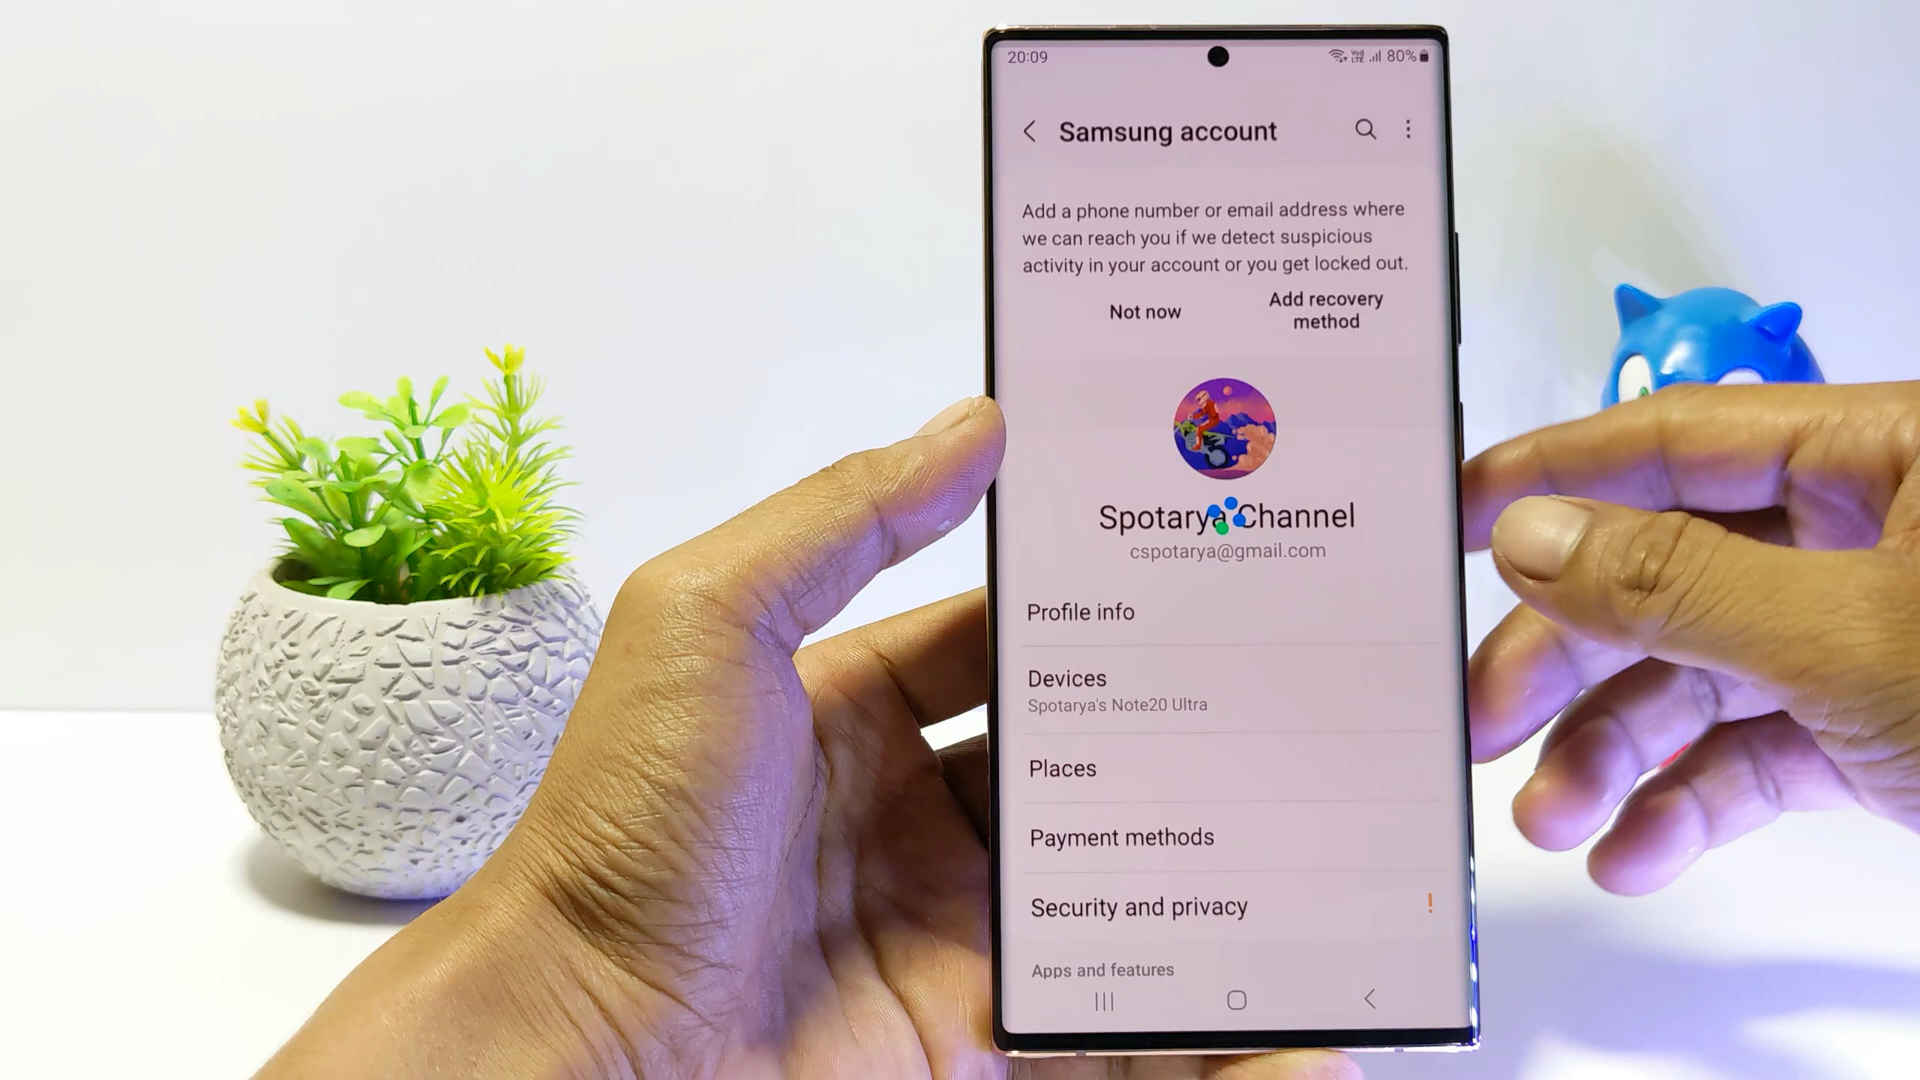 20:09
Vo) LTE 80%
Samsung account
Add a phone number or email address where
we can reach you if we detect suspicious
activity in your account or you get locked out.
Not now
Add recovery
method
Spotarya Channel
cspotarya@gmail.com
Profile info
Devices
Spotarya's Note20 Ultra
Places
Payment methods
Security and privacy !
Apps and features